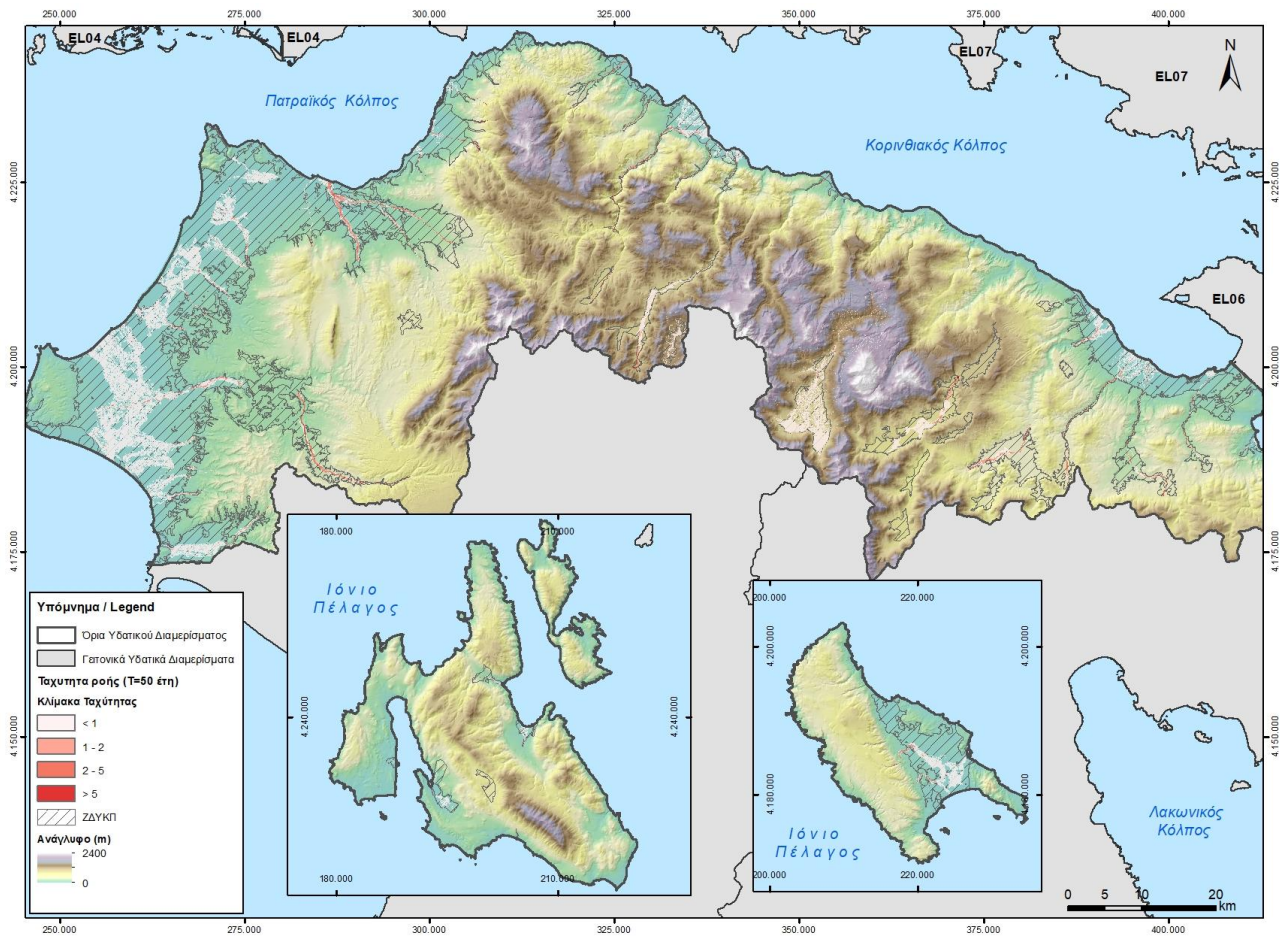 250.000 275.000 300.000 325.000 350.000 375.000 400.000
EL04 EL04 EL07 EL07 N
Πατραϊκός Κόλπος
Κορινθιακός Κόλπος
4.225.000 4.225.000
EL06
4.200.000 4.200.000
4.175.000 4.175.000
4.150.000 4.150.000
Υπόμνημα / Legend
Όρια Υδατικού Διαμερίσματος
Γειτονικά Υδατικά Διαμερίσματα
Ταχυτητα ροής (T=50 έτη)
Κλίμακα Ταχύτητας
< 1
1 - 2
2 - 5
> 5
ΖΔΥΚΠ
Ανάγλυφο (m)
2400
0
180.000 210.000
Ιόνιο
Πέλαγος
4.240.000 4.240.000
180.000 210.000
200.000 220.000
4.200.000 4.200.000
4.180.000 4.180.000
Ιόνιο
Πέλαγος
200.000 220.000
Λακωνικός
Κόλπος
0 5 10 20
km
250.000 275.000 300.000 325.000 350.000 375.000 400.000